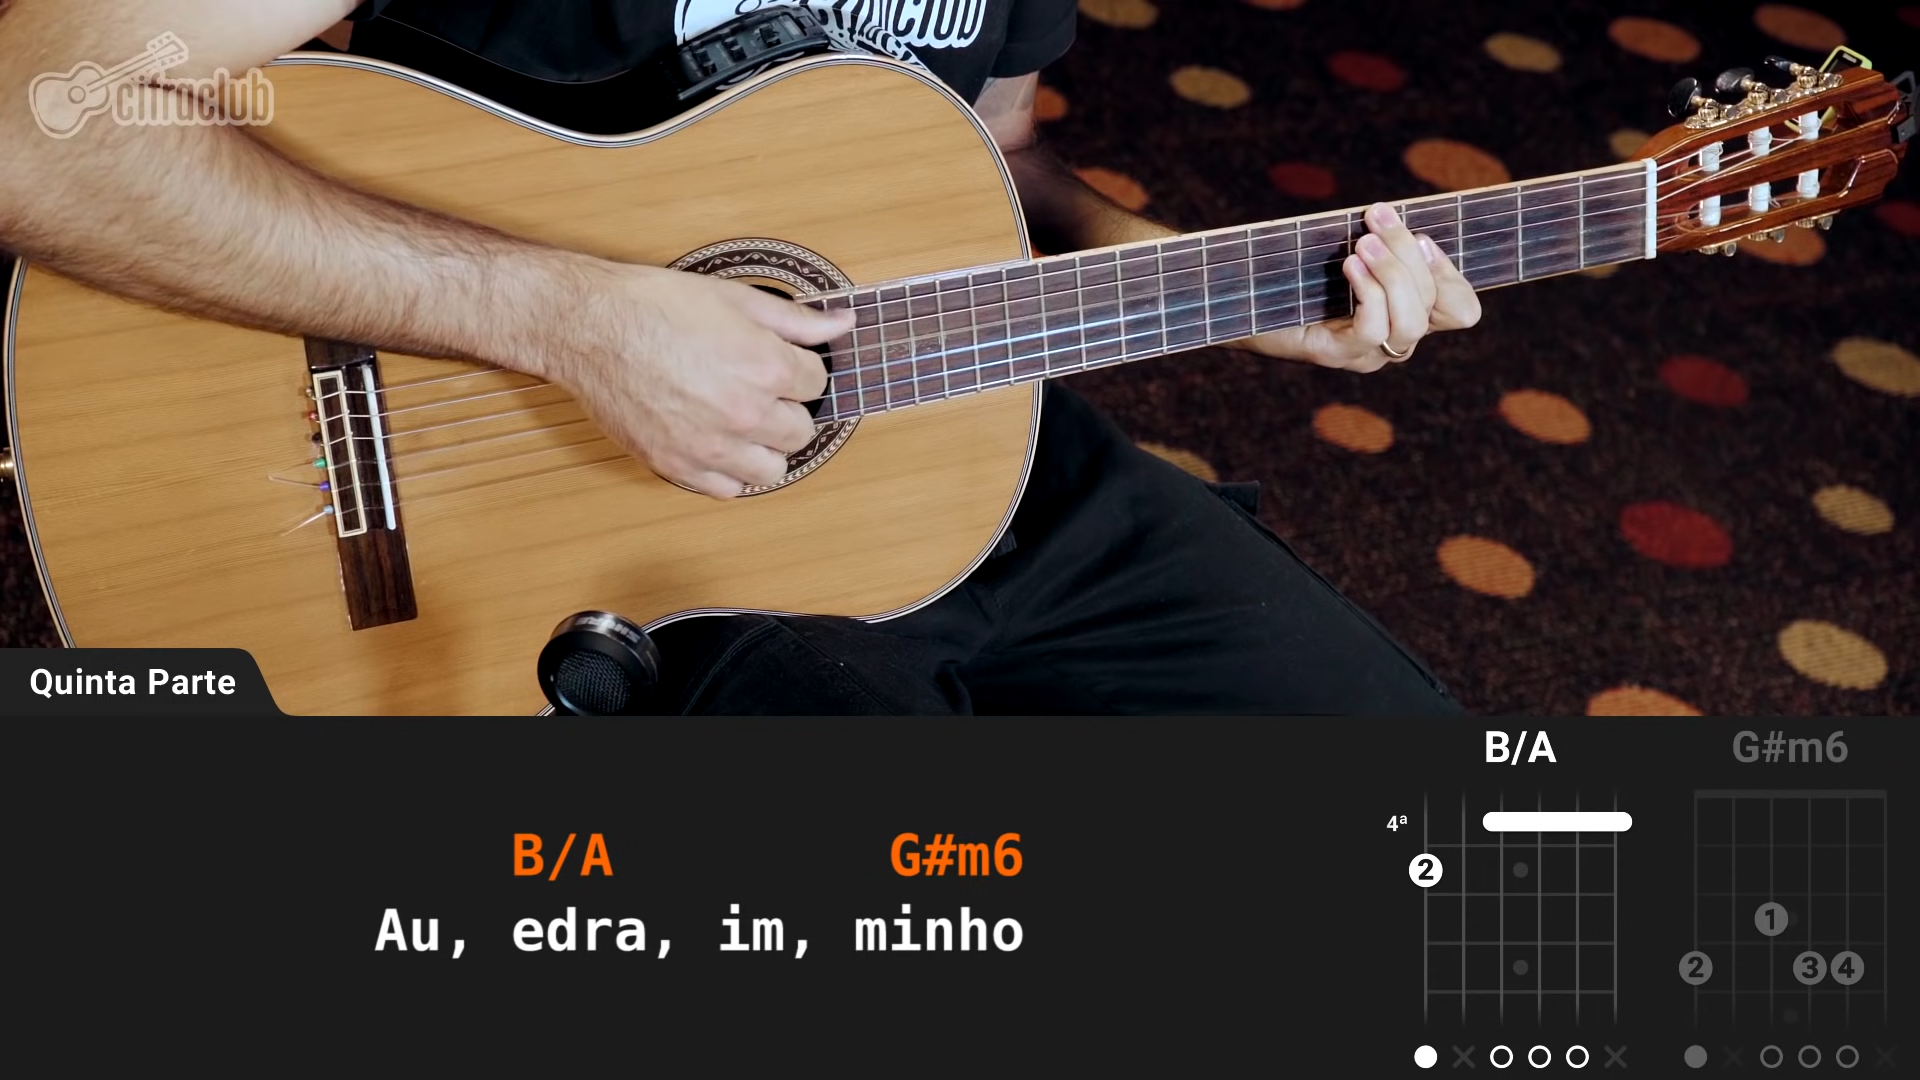 cifraclub
Quinta Parte
B/A G#m6
Au, edra, im, minho
B/A G#m6
4ª
2
1
2 3 4